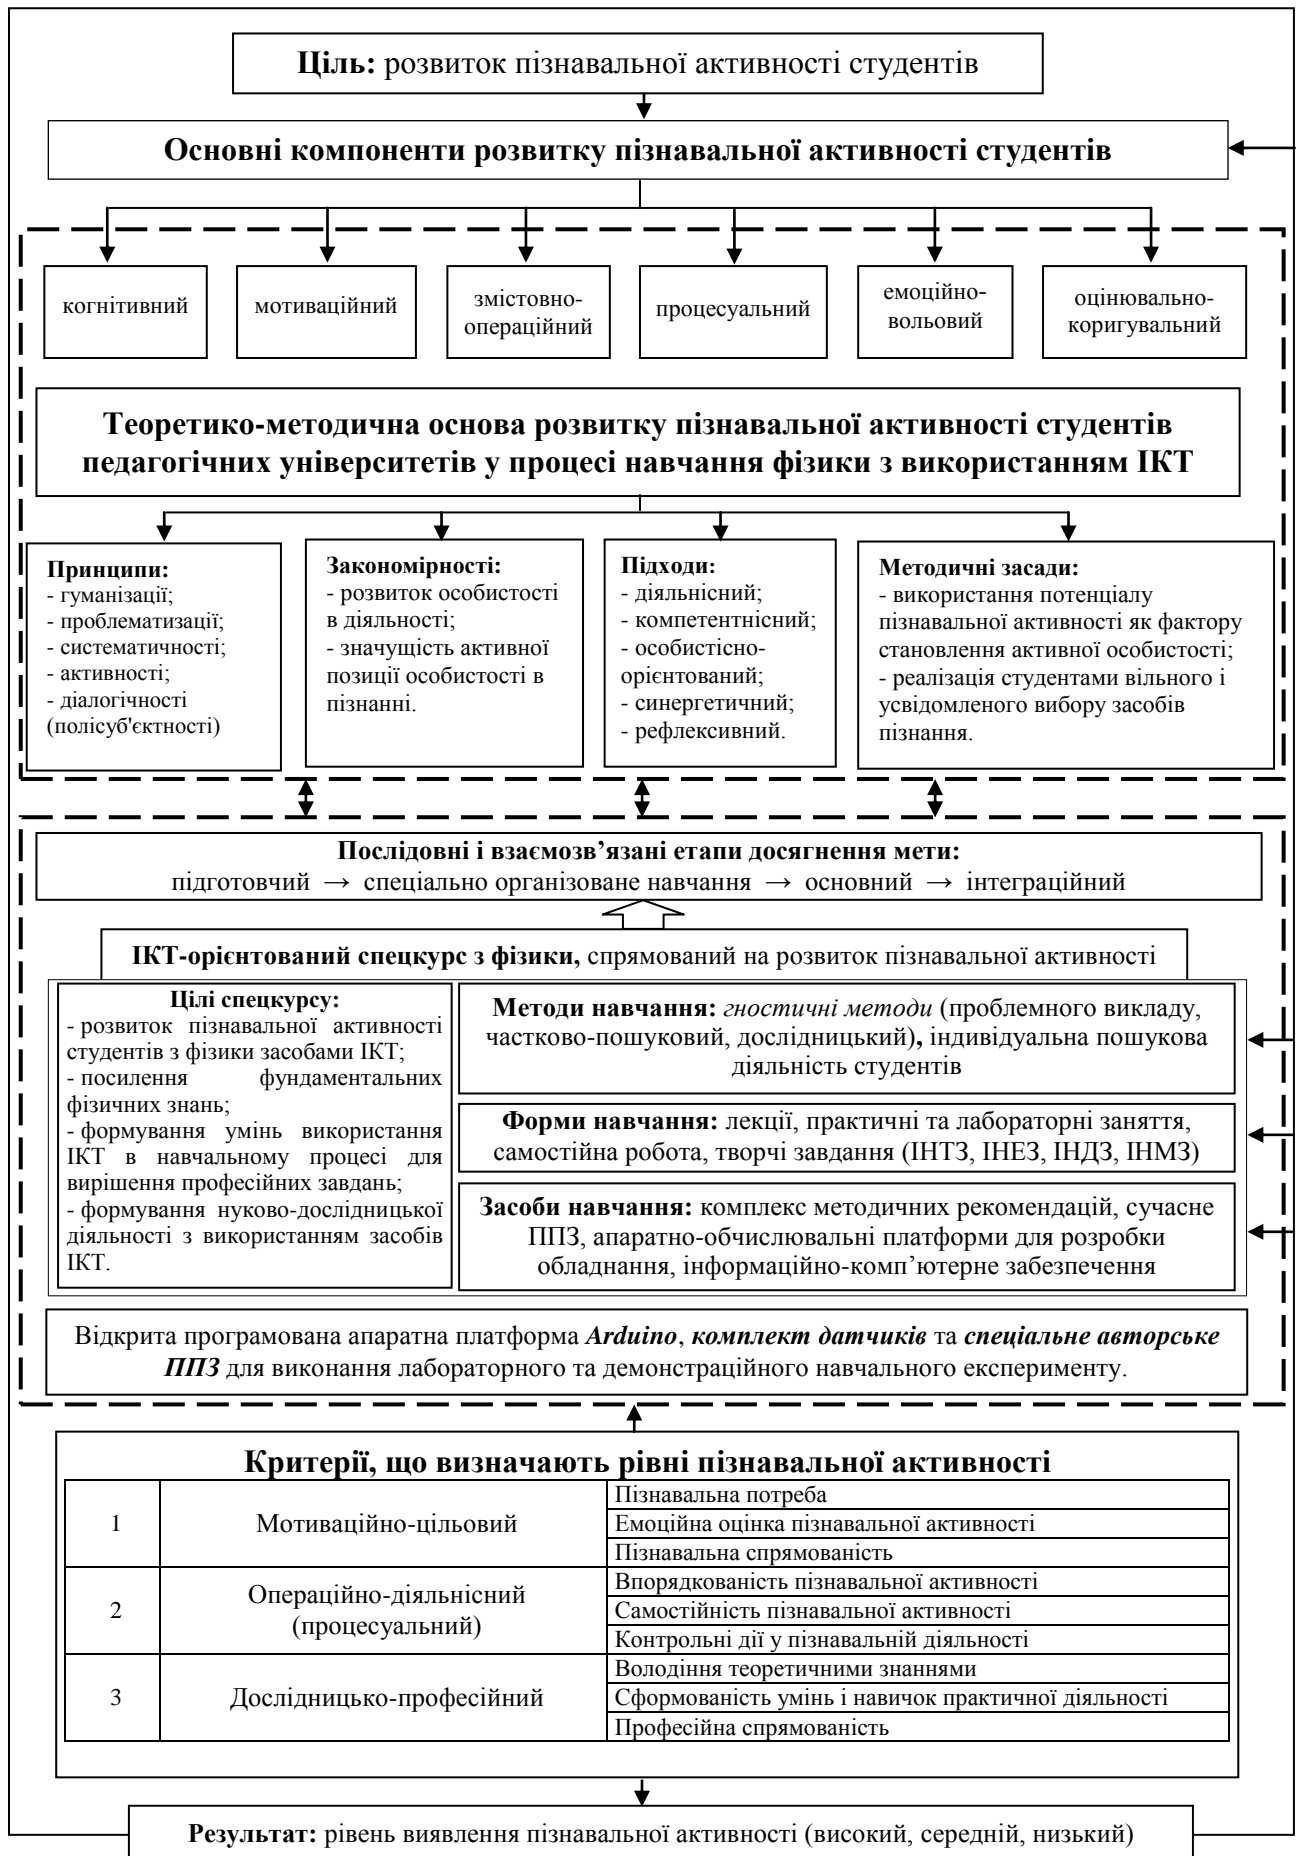 Ціль: розвиток пізнавальної активності студентів
Основні компоненти розвитку пізнавальної активності студентів
когнітивний
мотиваційний
змістовно-
операційний
процесуальний
емоційно-
вольовий
оцінювально-
коригувальний
Теоретико-методична основа розвитку пізнавальної активності студентів
педагогічних університетів у процесі навчання фізики з використанням ІКТ
Принципи:
- гуманізації;
- проблематизації;
- систематичності;
- активності;
- діалогічності
(полісуб'єктності)
Закономірності:
- розвиток особистості
в діяльності;
- значущість активної
позиції особистості в
пізнанні.
Підходи:
- діяльнісний;
- компетентнісний;
- особистісно-
орієнтований;
- синергетичний;
- рефлексивний.
Методичні засади:
- використання потенціалу
пізнавальної активності як фактору
становлення активної особистості;
- реалізація студентами вільного і
усвідомленого вибору засобів
пізнання.
Послідовні і взаємозв’язані етапи досягнення мети:
підготовчий → спеціально організоване навчання → основний → інтеграційний
ІКТ-орієнтований спецкурс з фізики, спрямований на розвиток пізнавальної активності
Цілі спецкурсу:
- розвиток пізнавальної активності
студентів з фізики засобами ІКТ;
- посилення фундаментальних
фізичних знань;
- формування умінь використання
ІКТ в навчальному процесі для
вирішення професійних завдань;
- формування нуково-дослідницької
діяльності з використанням засобів
ІКТ.
Методи навчання: гностичні методи (проблемного викладу,
частково-пошуковий, дослідницький), індивідуальна пошукова
діяльність студентів
Форми навчання: лекції, практичні та лабораторні заняття,
самостійна робота, творчі завдання (ІНТЗ, ІНЕЗ, ІНДЗ, ІНМЗ)
Засоби навчання: комплекс методичних рекомендацій, сучасне
ППЗ, апаратно-обчислювальні платформи для розробки
обладнання, інформаційно-комп’ютерне забезпечення
Відкрита програмована апаратна платформа Arduino, комплект датчиків та спеціальне авторське
ППЗ для виконання лабораторного та демонстраційного навчального експерименту.
Критерії, що визначають рівні пізнавальної активності
1
Мотиваційно-цільовий
Пізнавальна потреба
Емоційна оцінка пізнавальної активності
Пізнавальна спрямованість
2
Операційно-діяльнісний
(процесуальний)
Впорядкованість пізнавальної активності
Самостійність пізнавальної активності
Контрольні дії у пізнавальній діяльності
3
Дослідницько-професійний
Володіння теоретичними знаннями
Сформованість умінь і навичок практичної діяльності
Професійна спрямованість
Результат: рівень виявлення пізнавальної активності (високий, середній, низький)